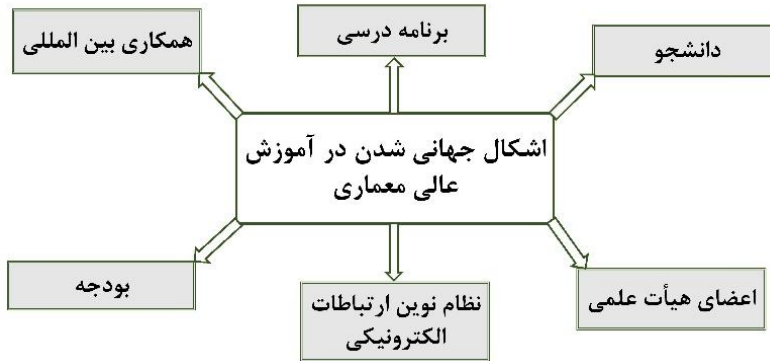 دانشجو
برنامه درسی
همکاری بین المللی
اشکال جهانی شدن در آموزش
عالی معماری
اعضای هیأت علمی
نظام نوین ارتباطات
الکترونیکی
بودجه